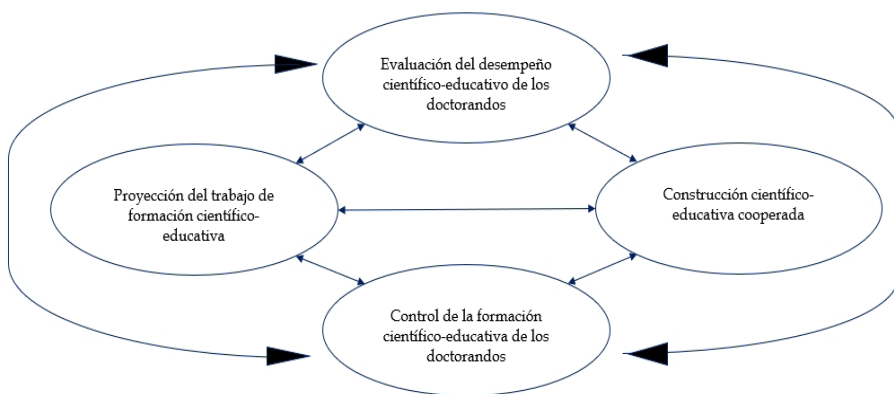 Evaluación del desempeño
científico-educativo de los
doctorandos
Proyección del trabajo de
formación científico-
educativa
Construcción científico-
educativa cooperada
Control de la formación
científico-educativa de los
doctorandos